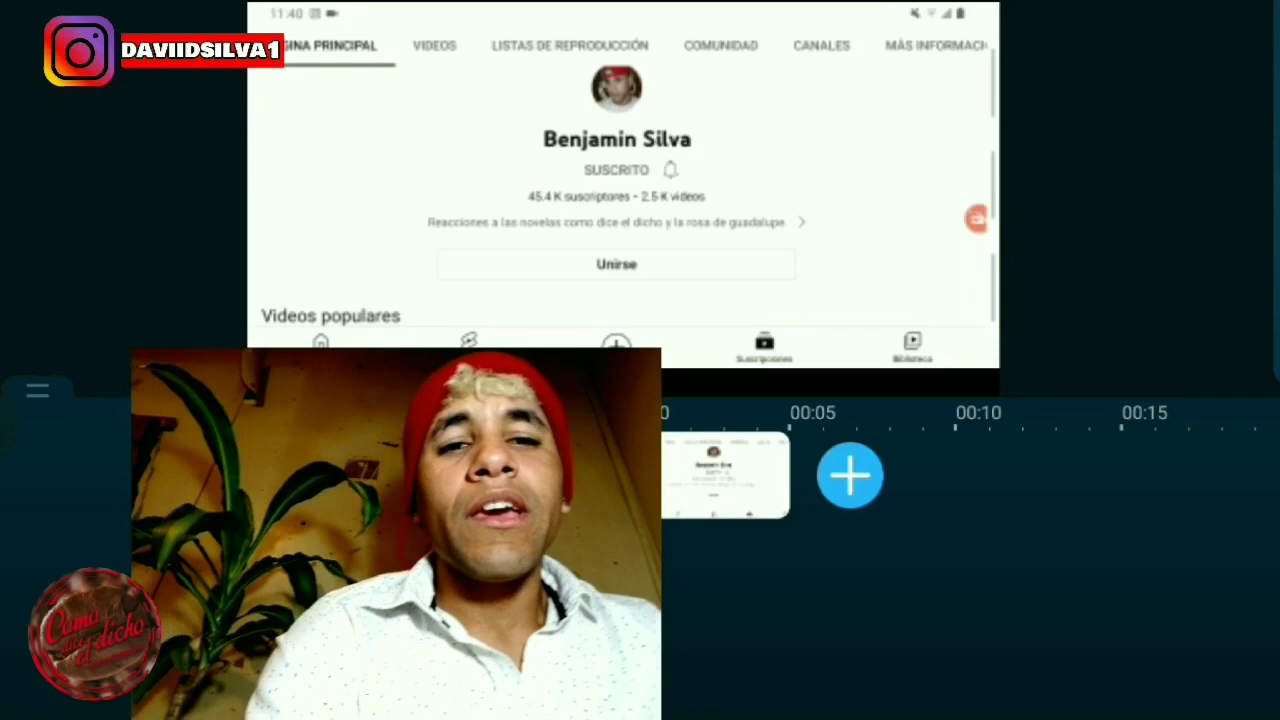 DAVIIDSILVA1
11:40
GINA PRINCIPAL VIDEOS LISTAS DE REPRODUCCIÓN COMUNIDAD CANALES MÁS INFORMACI
Benjamin Silva
SUSCRITO
45.4 K suscriptores • 2.5 K videos
Reacciones a las novelas como dice el dicho y la rosa de guadalupe.
Unirse
Videos populares
Suscripciones Biblioteca
0 00:05 00:10 00:15
Como
dice
el dicho